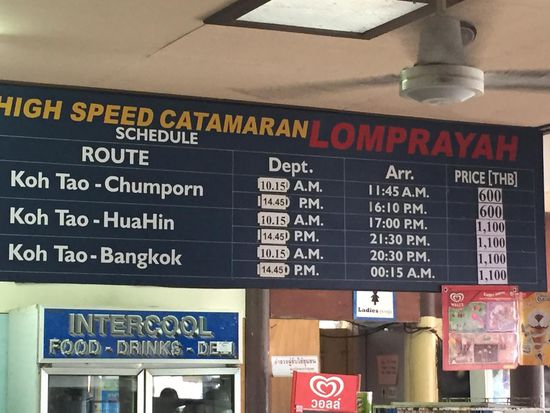 HIGH SPEED CATAMARAN LOMPRAYAH
SCHEDULE
ROUTE Dept. Arr. PRICE [THB]
Koh Tao - Chumporn 10.15 A.M. 11:45 A.M. 600
14.45 P.M. 16:10 P.M. 600
Koh Tao - HuaHin 10.15 A.M. 17:00 P.M. 1,100
14.45 P.M. 21:30 P.M. 1,100
Koh Tao - Bangkok 10.15 A.M. 20:30 P.M. 1,100
14.45 P.M. 00:15 A.M. 1,100
Ladies
WALL'S
INTERCOOL
FOOD - DRINKS -
วอลล์